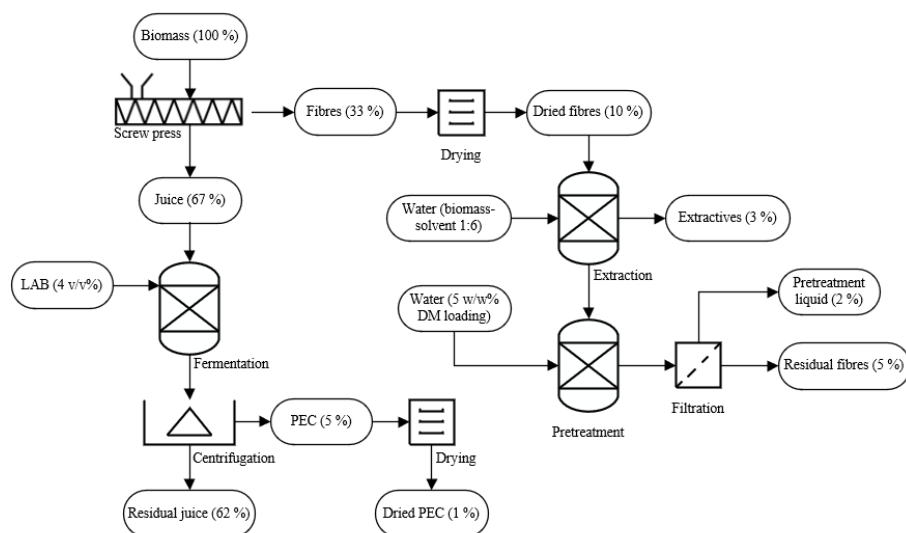 Biomass (100 %)
Screw press
Fibres (33 %)
Drying
Dried fibres (10 %)
Juice (67 %)
Water (biomass-
solvent 1:6)
Extractives (3 %)
Extraction
LAB (4 v/v%)
Fermentation
Water (5 w/w%
DM loading)
Pretreatment
Pretreatment
liquid (2 %)
Residual fibres (5 %)
Filtration
PEC (5 %)
Centrifugation
Drying
Residual juice (62 %)
Dried PEC (1 %)